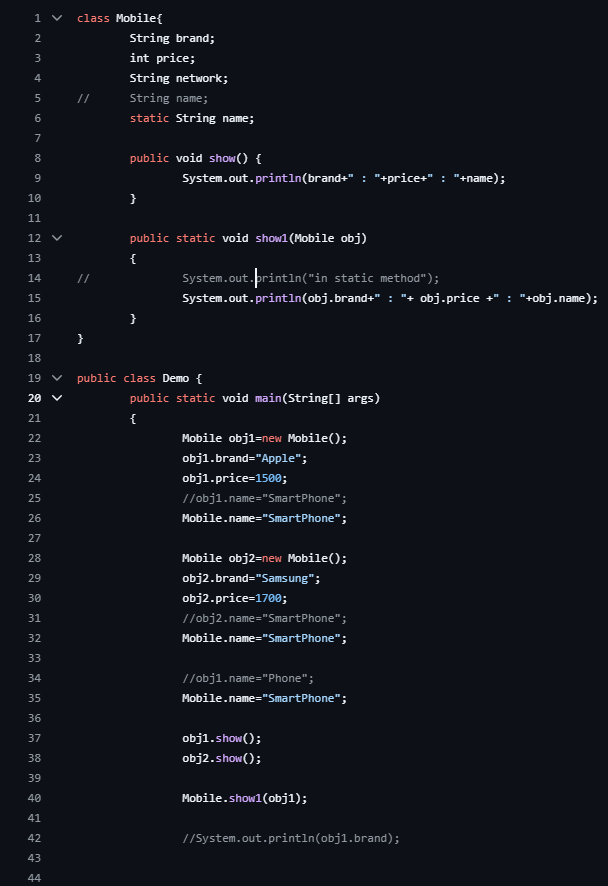 1 class Mobile{
2 String brand;
3 int price;
4 String network;
5 // String name;
6 static String name;
7
8 public void show() {
9 System.out.println(brand+" : "+price+" : "+name);
10 }
11
12 public static void show1(Mobile obj)
13 {
14 // System.out.println("in static method");
15 System.out.println(obj.brand+" : "+ obj.price +" : "+obj.name);
16 }
17 }
18
19 public class Demo {
20 public static void main(String[] args)
21 {
22 Mobile obj1=new Mobile();
23 obj1.brand="Apple";
24 obj1.price=1500;
25 //obj1.name="SmartPhone";
26 Mobile.name="SmartPhone";
27
28 Mobile obj2=new Mobile();
29 obj2.brand="Samsung";
30 obj2.price=1700;
31 //obj2.name="SmartPhone";
32 Mobile.name="SmartPhone";
33
34 //obj1.name="Phone";
35 Mobile.name="SmartPhone";
36
37 obj1.show();
38 obj2.show();
39
40 Mobile.show1(obj1);
41
42 //System.out.println(obj1.brand);
43
44